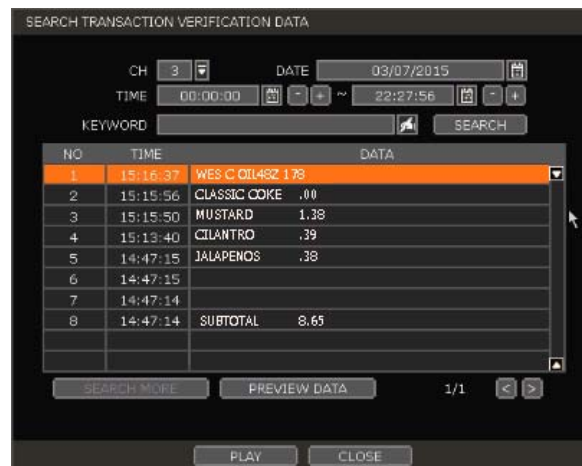 SEARCH TRANSACTION VERIFICATION DATA
CH 3 DATE 03/07/2015
TIME 00:00:00 - + ~ 22:27:56 - +
KEYWORD SEARCH
NO TIME DATA
1 15:16:37 WES C OIL48Z 178
2 15:15:56 CLASSIC COKE .00
3 15:15:50 MUSTARD 1.38
4 15:13:40 CILANTRO .39
5 14:47:15 JALAPENOS .38
6 14:47:15
7 14:47:14
8 14:47:14 SUBTOTAL 8.65
SEARCH MORE PREVIEW DATA 1/1 < >
PLAY CLOSE